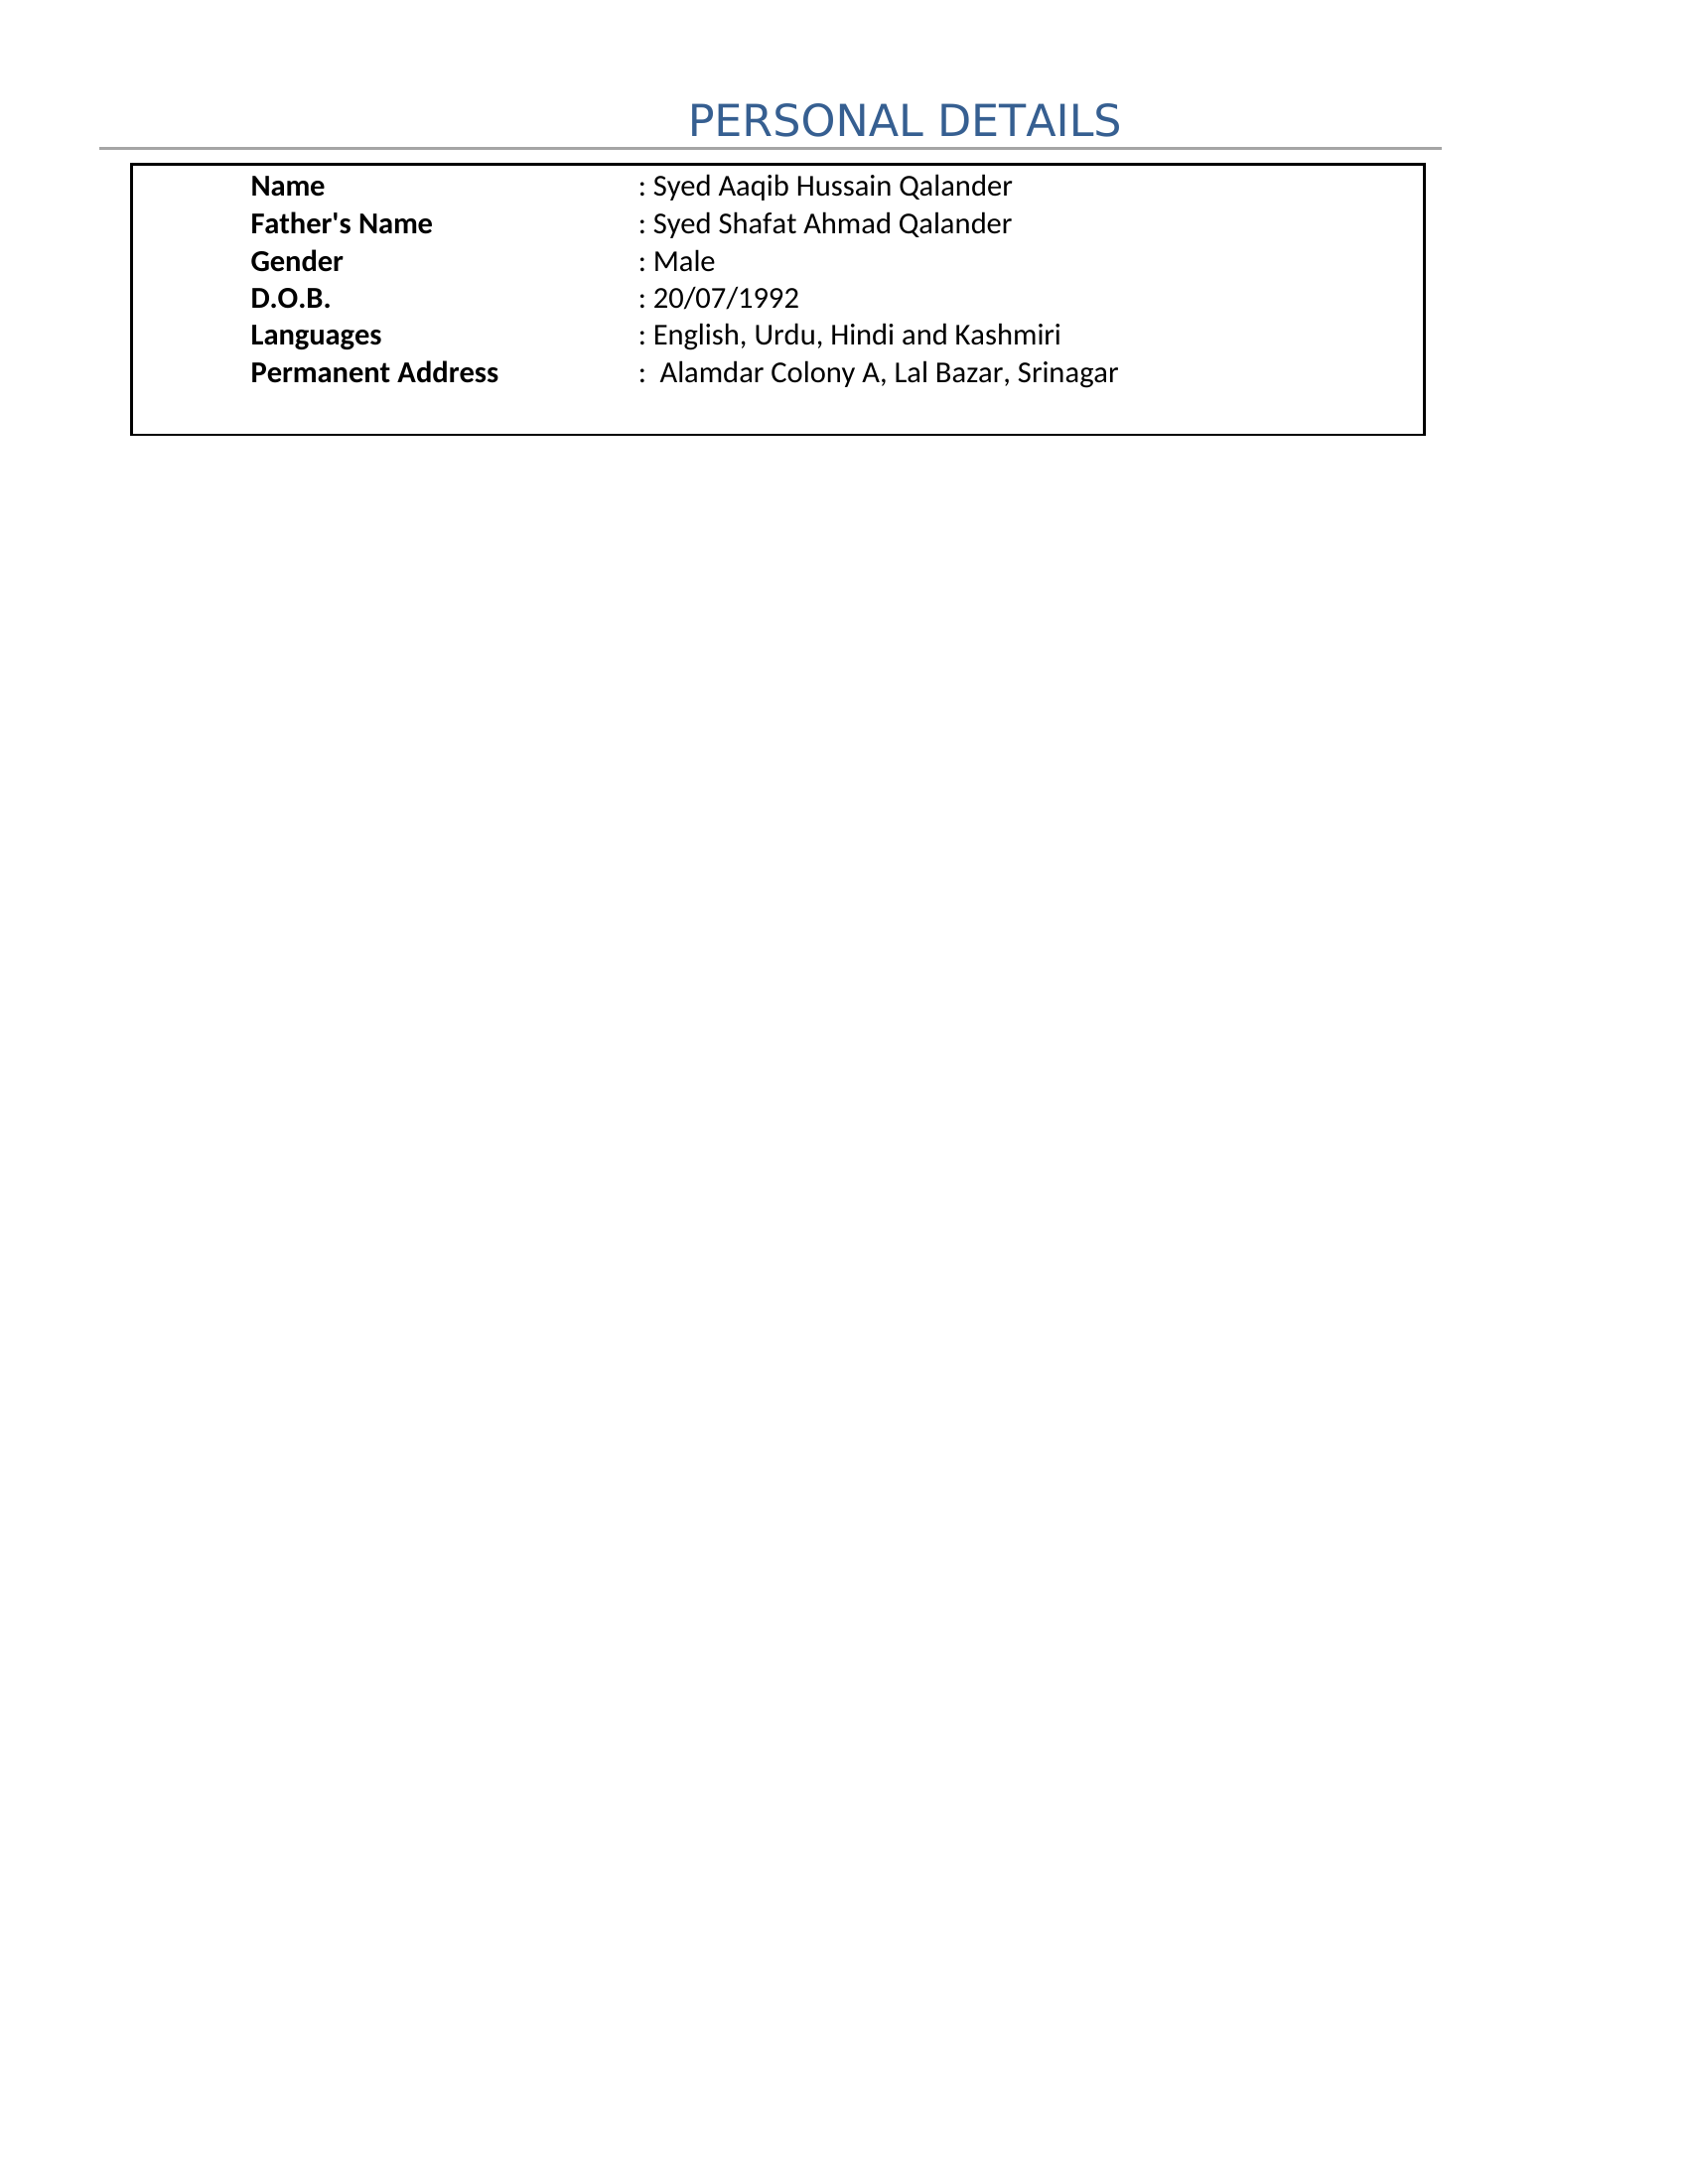 PERSONAL DETAILS
Name : Syed Aaqib Hussain Qalander
Father's Name : Syed Shafat Ahmad Qalander
Gender : Male
D.O.B. : 20/07/1992
Languages : English, Urdu, Hindi and Kashmiri
Permanent Address : Alamdar Colony A, Lal Bazar, Srinagar